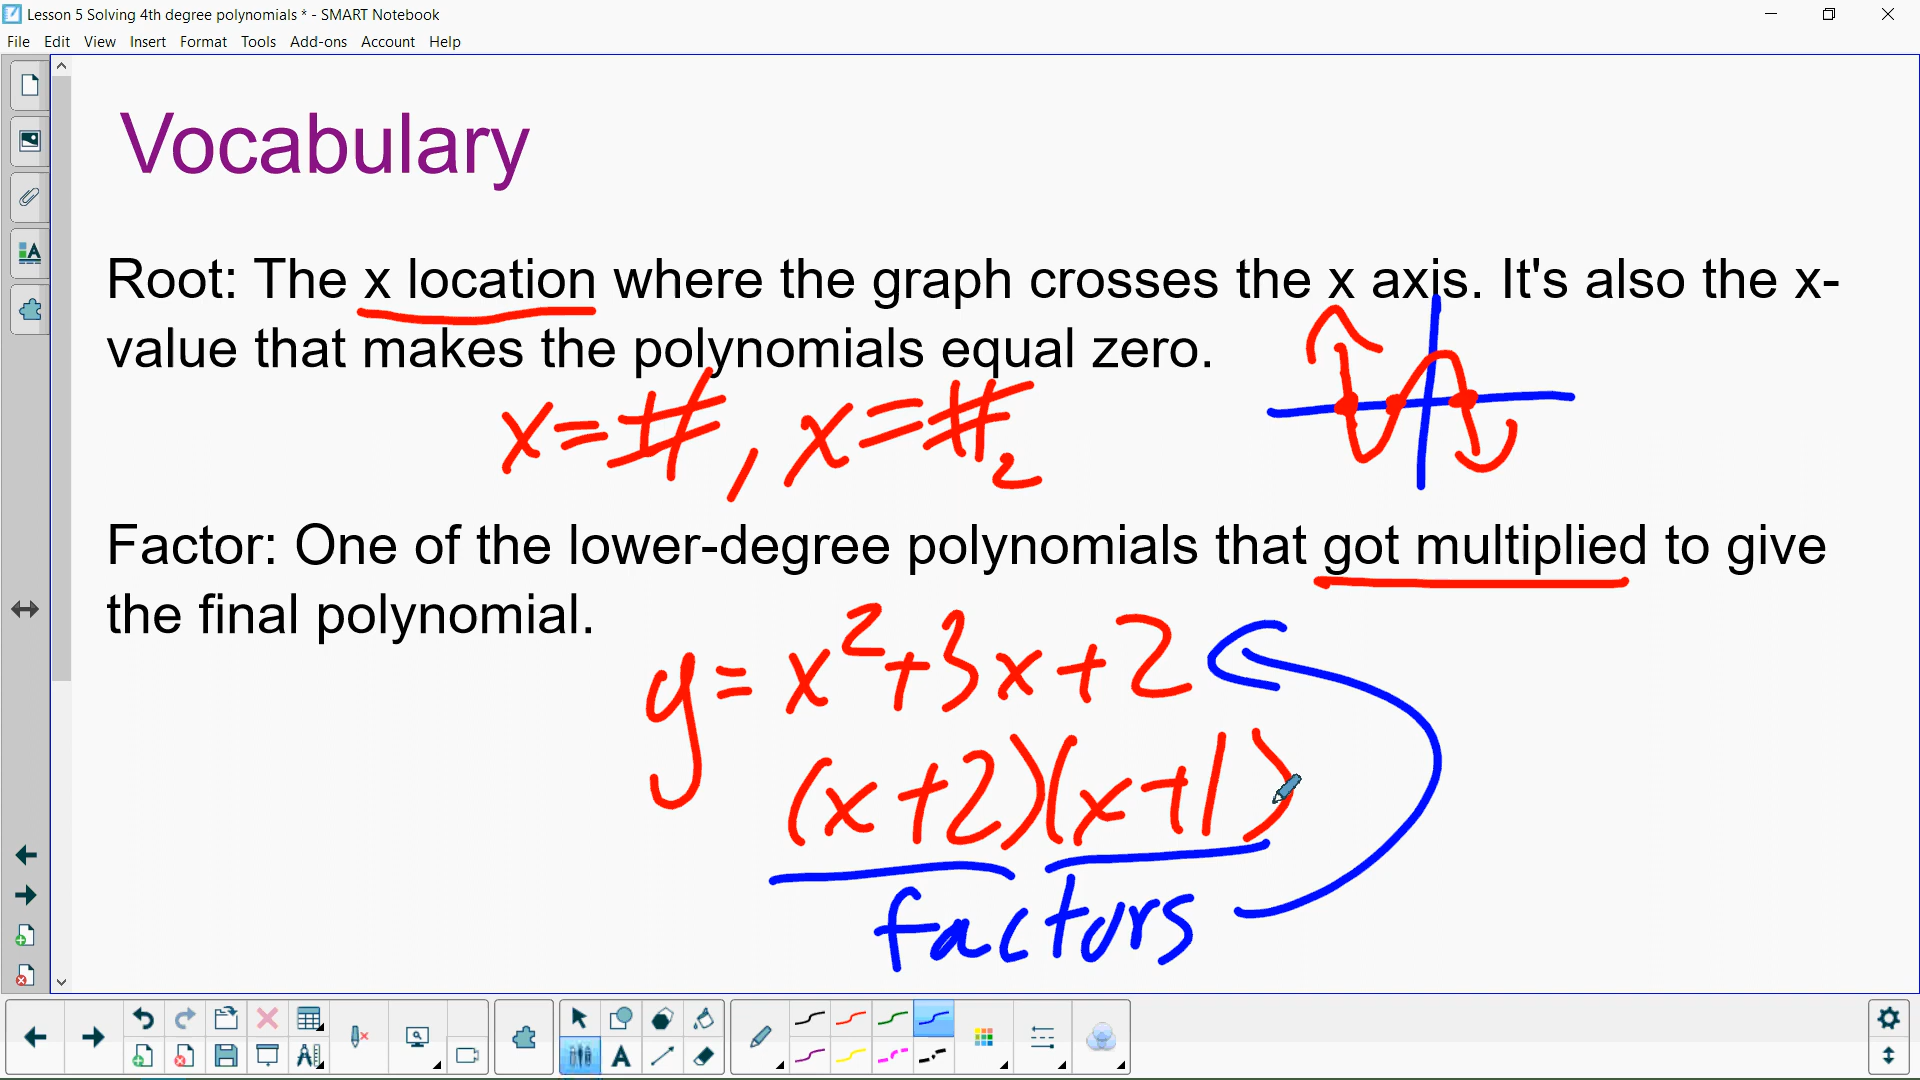 Lesson 5 Solving 4th degree polynomials * - SMART Notebook
File Edit View Insert Format Tools Add-ons Account Help
Vocabulary
Root: The x location where the graph crosses the x axis. It's also the x-
value that makes the polynomials equal zero.
x=#, x=#₂
Factor: One of the lower-degree polynomials that got multiplied to give
the final polynomial.
y=x²+3x+2
(x+2)(x+1)
factors